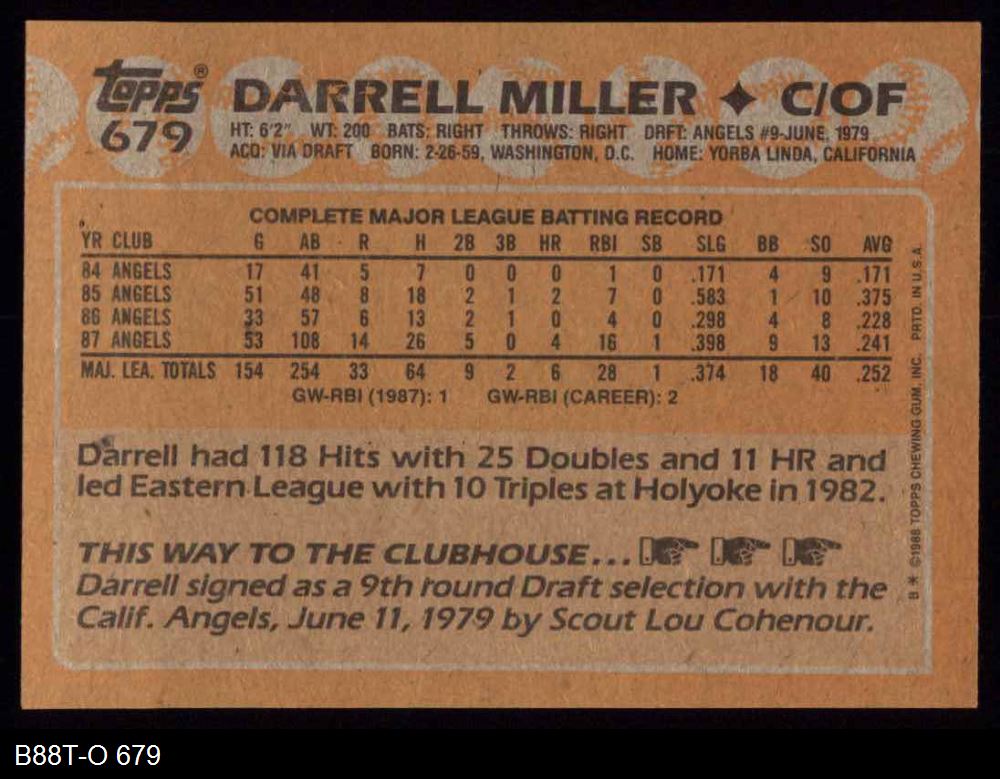 topps® DARRELL MILLER ✦ C/OF
679 HT: 6'2" WT: 200 BATS: RIGHT THROWS: RIGHT DRFT: ANGELS #9-JUNE, 1979
ACQ: VIA DRAFT BORN: 2-26-59, WASHINGTON, D.C. HOME: YORBA LINDA, CALIFORNIA
COMPLETE MAJOR LEAGUE BATTING RECORD
YR CLUB G AB R H 2B 3B HR RBI SB SLG BB SO AVG
84 ANGELS 17 41 5 7 0 0 0 1 0 .171 4 9 .171
85 ANGELS 51 48 8 18 2 1 2 7 0 .583 1 10 .375
86 ANGELS 33 57 6 13 2 1 0 4 0 .298 4 8 .228
87 ANGELS 53 108 14 26 5 0 4 16 1 .398 9 13 .241
MAJ. LEA. TOTALS 154 254 33 64 9 2 6 28 1 .374 18 40 .252
GW-RBI (1987): 1 GW-RBI (CAREER): 2
Darrell had 118 Hits with 25 Doubles and 11 HR and
led Eastern League with 10 Triples at Holyoke in 1982.
THIS WAY TO THE CLUBHOUSE...
Darrell signed as a 9th round Draft selection with the
Calif. Angels, June 11, 1979 by Scout Lou Cohenour.
B** ©1988 TOPPS CHEWING GUM, INC. PRTD. IN U.S.A.
B88T-O 679